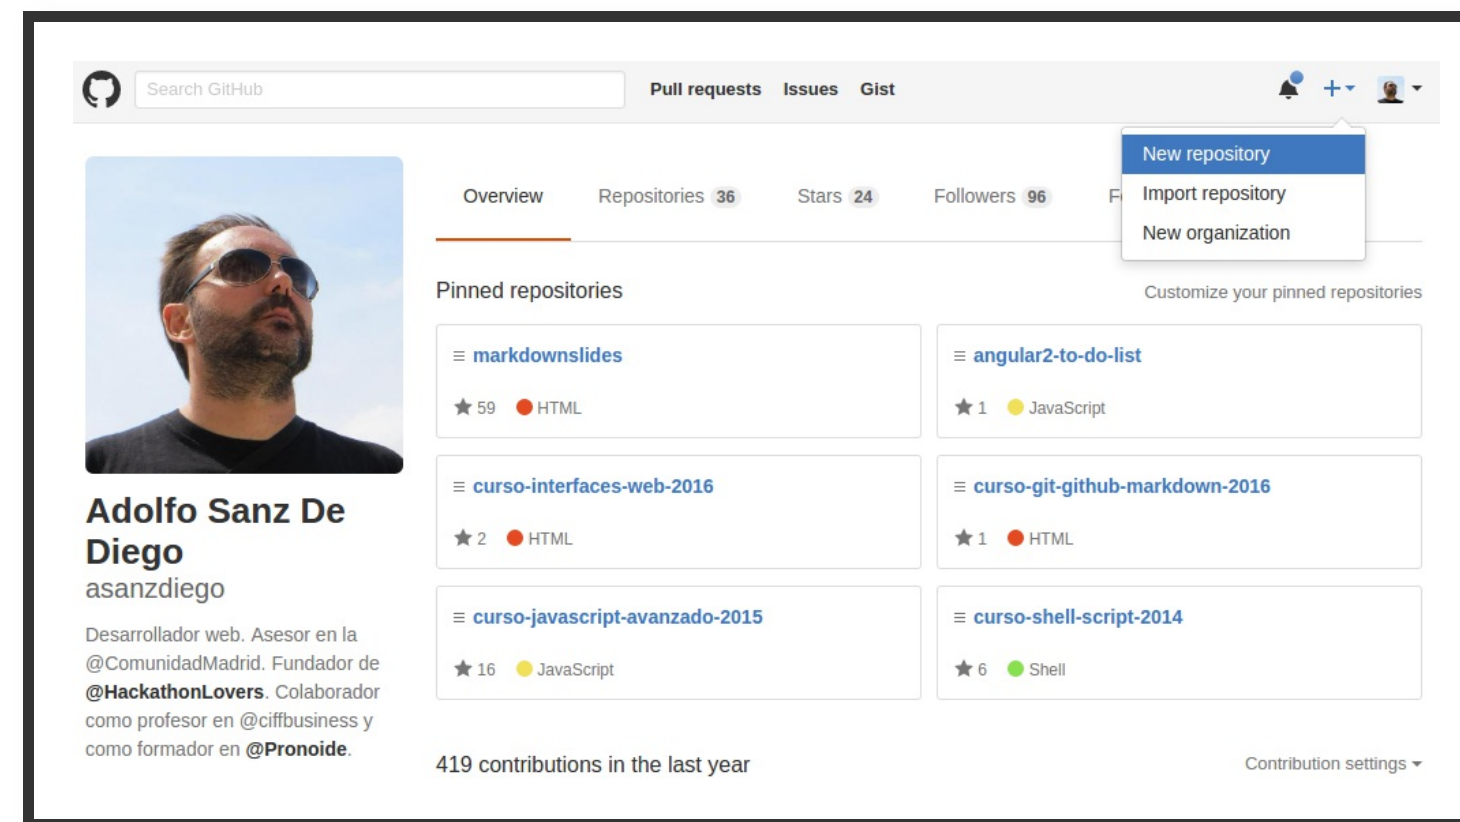 Search GitHub
Pull requests Issues Gist
New repository
Import repository
New organization
Overview Repositories 36 Stars 24 Followers 96
Pinned repositories
Customize your pinned repositories
markdownslides
59 HTML
angular2-to-do-list
1 JavaScript
curso-interfaces-web-2016
2 HTML
curso-git-github-markdown-2016
1 HTML
curso-javascript-avanzado-2015
16 JavaScript
curso-shell-script-2014
6 Shell
Adolfo Sanz De
Diego
asanzdiego
Desarrollador web. Asesor en la
@ComunidadMadrid. Fundador de
@HackathonLovers. Colaborador
como profesor en @ciffbusiness y
como formador en @Pronoide.
419 contributions in the last year
Contribution settings